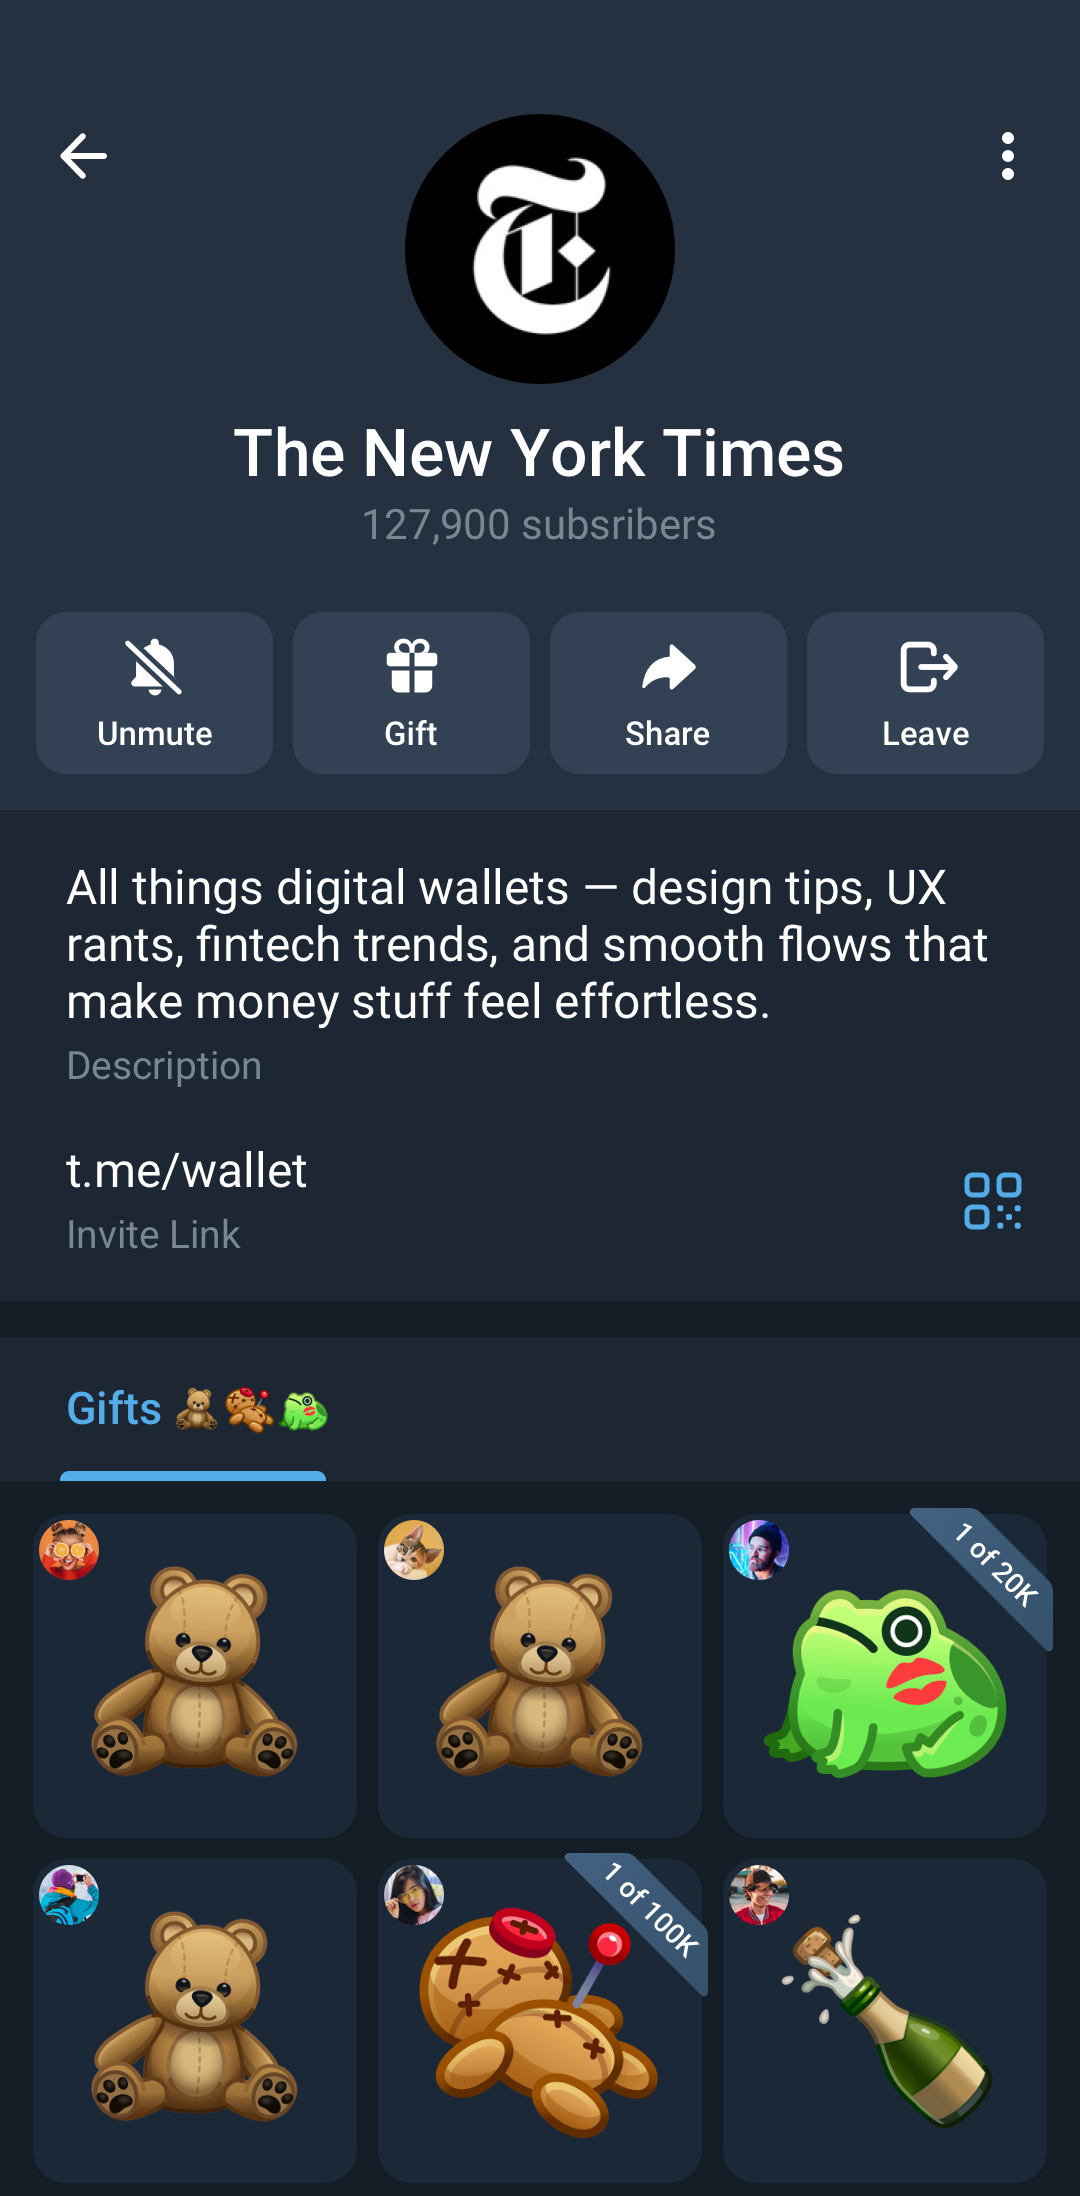 The New York Times
127,900 subsribers
Unmute
Gift
Share
Leave
All things digital wallets — design tips, UX
rants, fintech trends, and smooth flows that
make money stuff feel effortless.
Description
t.me/wallet
Invite Link
Gifts
1 of 20K
1 of 100K